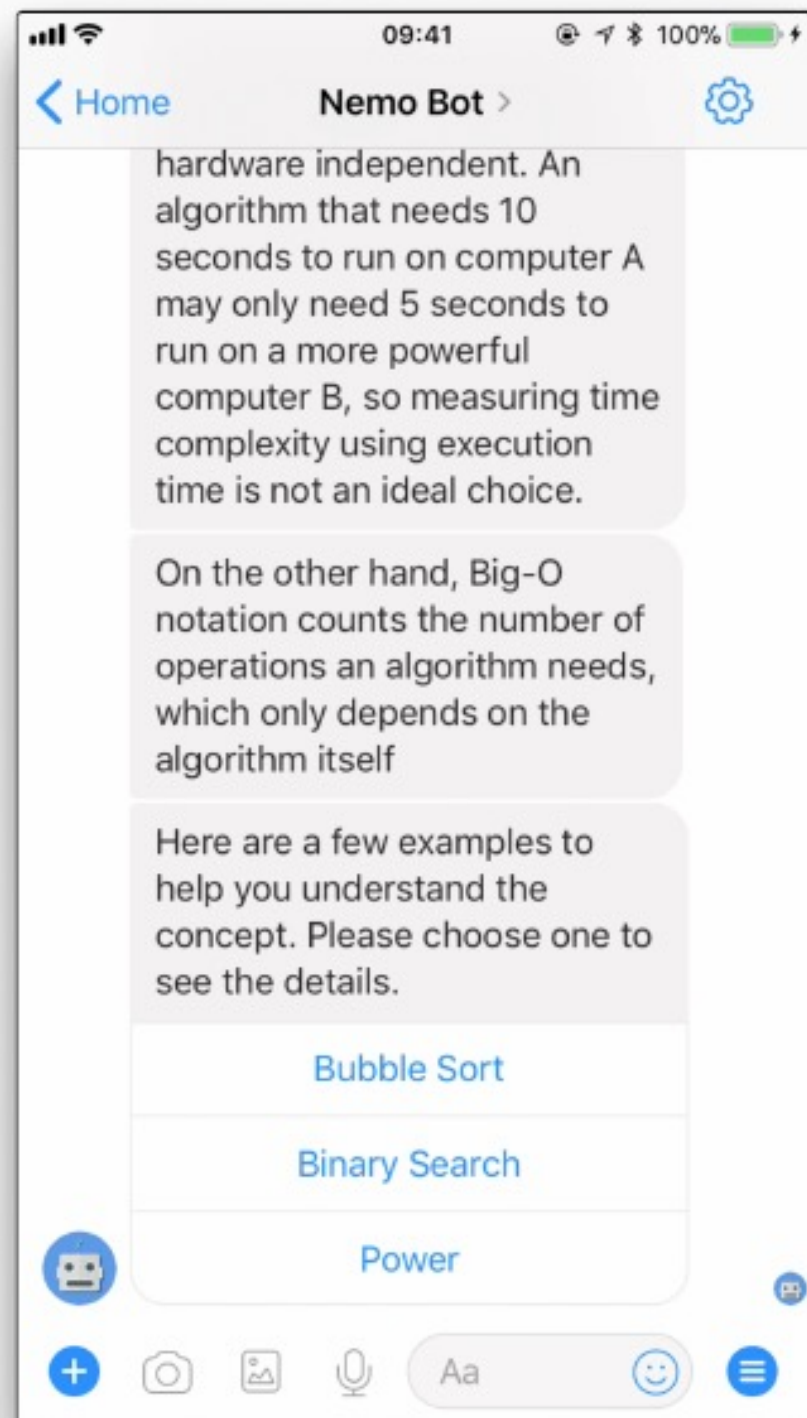 09:41 100%
Home Nemo Bot >
hardware independent. An
algorithm that needs 10
seconds to run on computer A
may only need 5 seconds to
run on a more powerful
computer B, so measuring time
complexity using execution
time is not an ideal choice.
On the other hand, Big-O
notation counts the number of
operations an algorithm needs,
which only depends on the
algorithm itself
Here are a few examples to
help you understand the
concept. Please choose one to
see the details.
Bubble Sort
Binary Search
Power
Aa